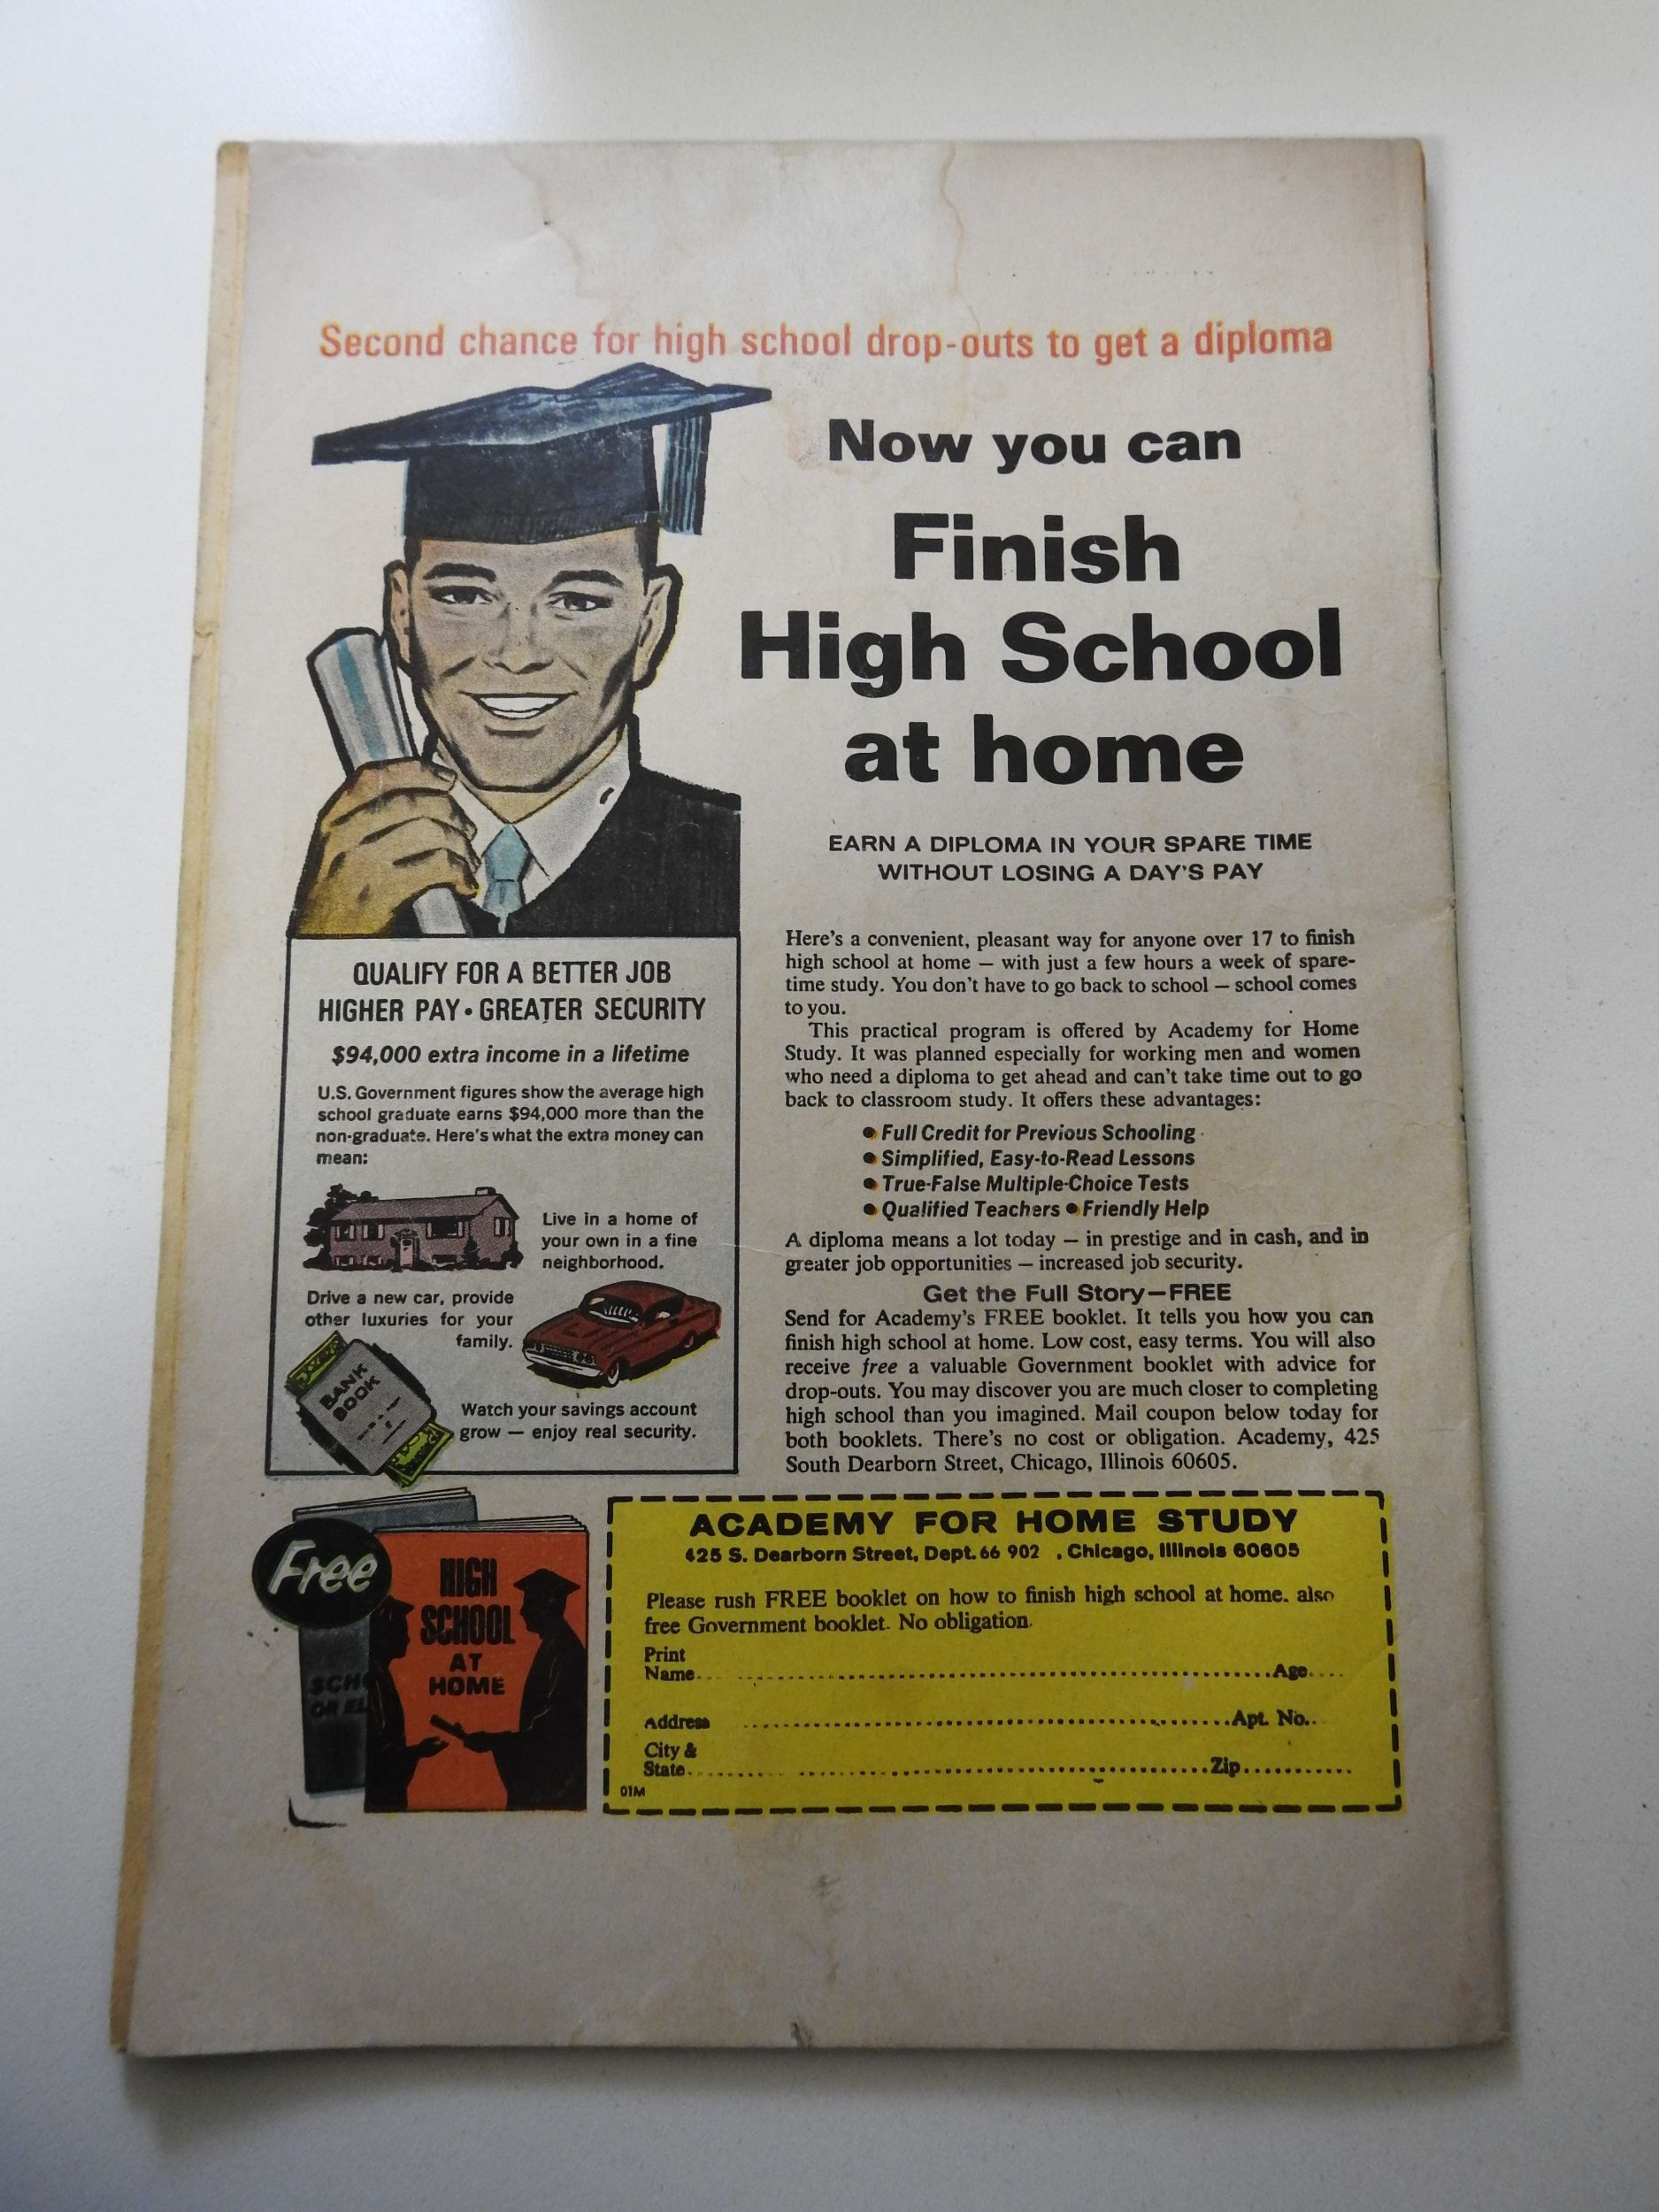 Second chance for high school drop-outs to get a diploma
Now you can
Finish
High School
at home
EARN A DIPLOMA IN YOUR SPARE TIME
WITHOUT LOSING A DAY'S PAY
QUALIFY FOR A BETTER JOB
HIGHER PAY • GREATER SECURITY
$94,000 extra income in a lifetime
U.S. Government figures show the average high
school graduate earns $94,000 more than the
non-graduate. Here's what the extra money can
mean:
Live in a home of
your own in a fine
neighborhood.
Drive a new car, provide
other luxuries for your
family.
BANK
BOOK
Watch your savings account
grow — enjoy real security.
Here's a convenient, pleasant way for anyone over 17 to finish
high school at home — with just a few hours a week of spare-
time study. You don't have to go back to school — school comes
to you.
This practical program is offered by Academy for Home
Study. It was planned especially for working men and women
who need a diploma to get ahead and can't take time out to go
back to classroom study. It offers these advantages:
● Full Credit for Previous Schooling
● Simplified, Easy-to-Read Lessons
● True-False Multiple-Choice Tests
● Qualified Teachers ● Friendly Help
A diploma means a lot today — in prestige and in cash, and in
greater job opportunities — increased job security.
Get the Full Story—FREE
Send for Academy's FREE booklet. It tells you how you can
finish high school at home. Low cost, easy terms. You will also
receive free a valuable Government booklet with advice for
drop-outs. You may discover you are much closer to completing
high school than you imagined. Mail coupon below today for
both booklets. There's no cost or obligation. Academy, 425
South Dearborn Street, Chicago, Illinois 60605.
Free
HIGH
SCHOOL
AT
HOME
SCH
OR EL
ACADEMY FOR HOME STUDY
425 S. Dearborn Street, Dept. 66 902 , Chicago, Illinois 60605
Please rush FREE booklet on how to finish high school at home. also
free Government booklet. No obligation.
Print
Name.......................Age....
Address.......................Apt. No..
City &
State.......................Zip...........
01M